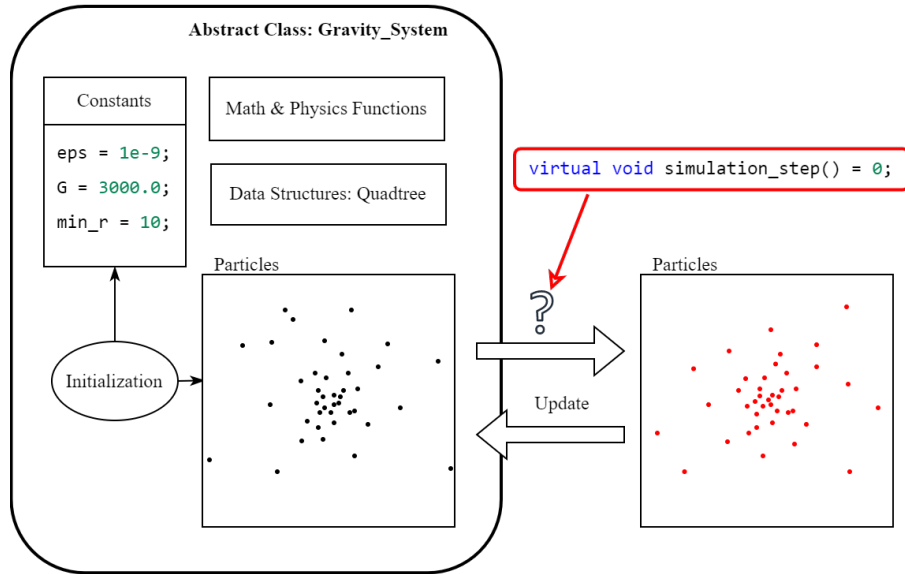 Abstract Class: Gravity_System
Constants
eps = 1e-9;
G = 3000.0;
min_r = 10;
Math & Physics Functions
Data Structures: Quadtree
virtual void simulation_step() = 0;
Particles
Initialization
?
Update
Particles